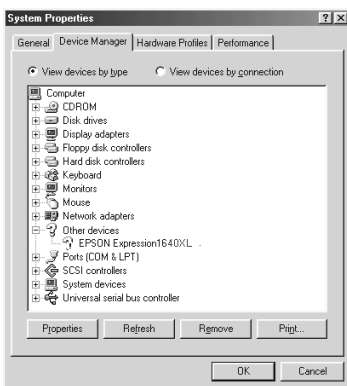 System Properties
General Device Manager Hardware Profiles Performance
View devices by type View devices by connection
Computer
CDROM
Disk drives
Display adapters
Floppy disk controllers
Hard disk controllers
Keyboard
Monitors
Mouse
Network adapters
Other devices
EPSON Expression1640XL
Ports (COM & LPT)
SCSI controllers
System devices
Universal serial bus controller
Properties Refresh Remove Print...
OK Cancel